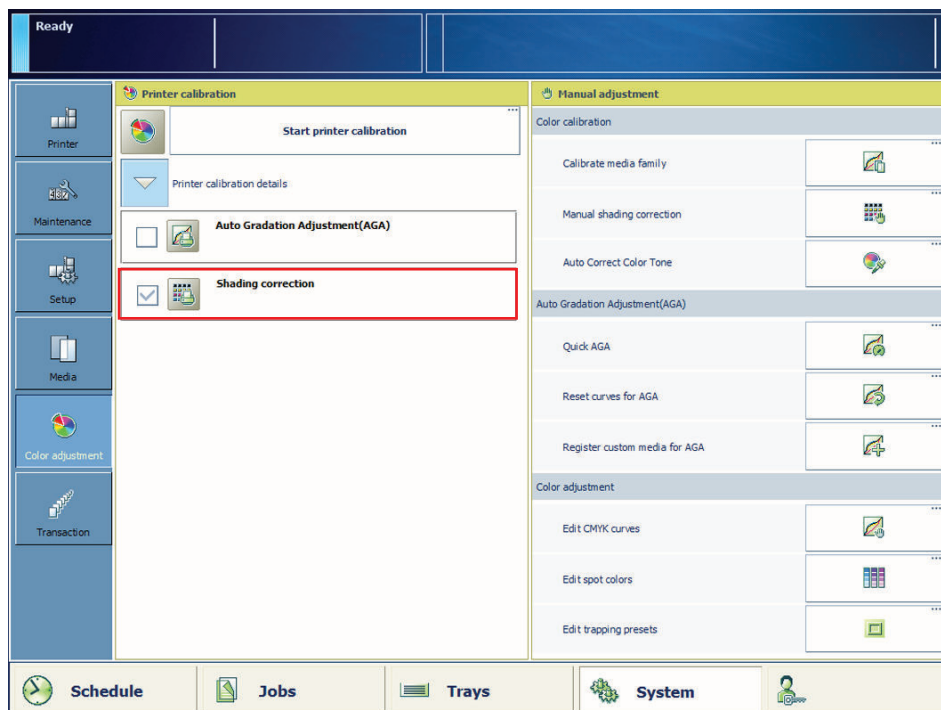 Ready
Printer
Maintenance
Setup
Media
Color adjustment
Transaction
Printer calibration
Start printer calibration
Printer calibration details
Auto Gradation Adjustment(AGA)
Shading correction
Manual adjustment
Color calibration
Calibrate media family
Manual shading correction
Auto Correct Color Tone
Auto Gradation Adjustment(AGA)
Quick AGA
Reset curves for AGA
Register custom media for AGA
Color adjustment
Edit CMYK curves
Edit spot colors
Edit trapping presets
Schedule
Jobs
Trays
System